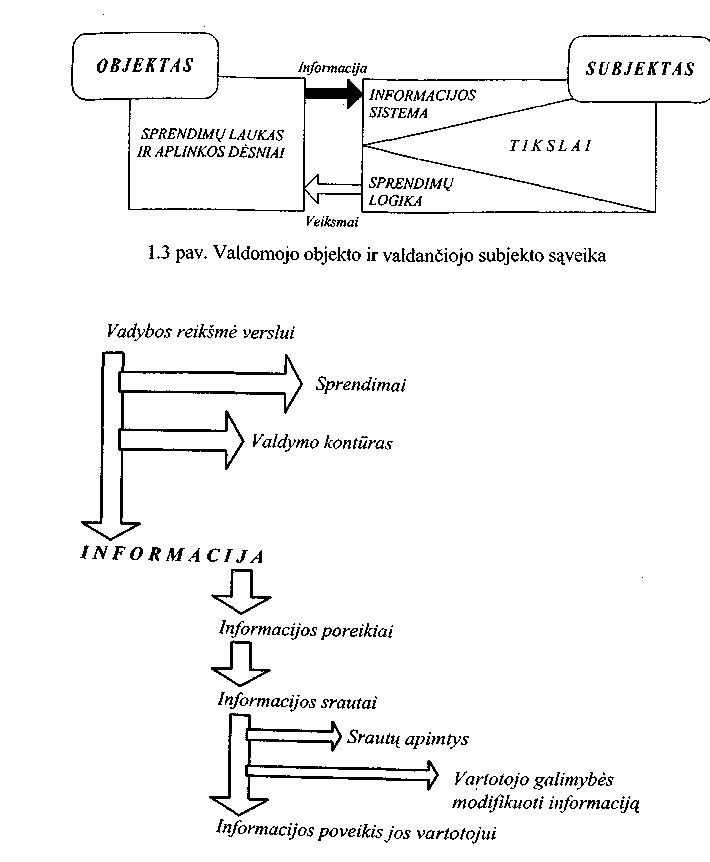 OBJEKTAS
Informacija
SUBJEKTAS
SPRENDIMŲ LAUKAS
IR APLINKOS DĖSNIAI
INFORMACIJOS
SISTEMA
TIKSLAI
SPRENDIMŲ
LOGIKA
Veiksmai
1.3 pav. Valdomojo objekto ir valdančiojo subjekto sąveika
Vadybos reikšmė verslui
Sprendimai
Valdymo kontūras
INFORMACIJA
Informacijos poreikiai
Informacijos srautai
Srautų apimtys
Vartotojo galimybės
modifikuoti informaciją
Informacijos poveikis jos vartotojui